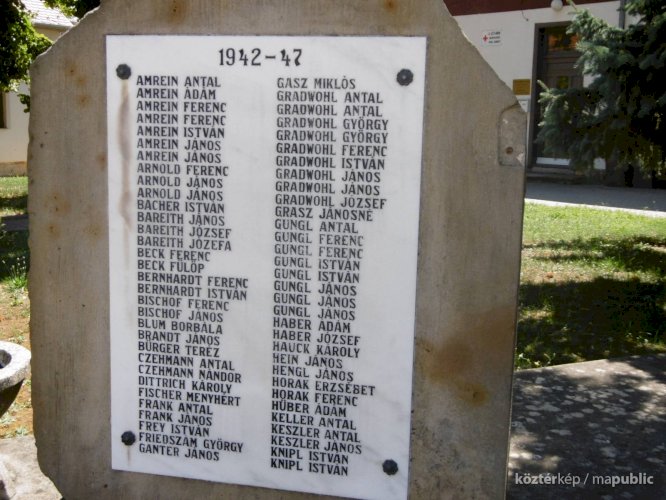 1942-47
AMREIN ANTAL
AMREIN ÁDÁM
AMREIN FERENC
AMREIN FERENC
AMREIN ISTVÁN
AMREIN JÁNOS
AMREIN JÁNOS
ARNOLD FERENC
ARNOLD JÁNOS
ARNOLD JÁNOS
BACHER ISTVÁN
BAREITH JÁNOS
BAREITH JÓZSEF
BAREITH JÓZEFA
BECK FERENC
BECK FÜLÖP
BERNHARDT FERENC
BERNHARDT ISTVÁN
BISCHOF FERENC
BISCHOF JÁNOS
BLUM BORBÁLA
BRANDT JÁNOS
BÜRGER TERÉZ
CZEHMANN ANTAL
CZEHMANN NÁNDOR
DITTRICH KÁROLY
FISCHER MENYHÉRT
FRANK ANTAL
FRANK JÁNOS
FREY ISTVÁN
FRIEDSZAM GYÖRGY
GANTER JÁNOS
GASZ MIKLÓS
GRADWOHL ANTAL
GRADWOHL ANTAL
GRADWOHL GYÖRGY
GRADWOHL GYÖRGY
GRADWOHL FERENC
GRADWOHL ISTVÁN
GRADWOHL JÁNOS
GRADWOHL JÁNOS
GRADWOHL JÓZSEF
GRASZ JÁNOSNÉ
GUNGL ANTAL
GUNGL FERENC
GUNGL FERENC
GUNGL ISTVÁN
GUNGL ISTVÁN
GUNGL JÁNOS
GUNGL JÁNOS
GUNGL JÁNOS
HABER ÁDÁM
HABER JÓZSEF
HAUCK KÁROLY
HEIN JÁNOS
HENGL JÁNOS
HORAK ERZSÉBET
HORAK FERENC
HÜBER ÁDÁM
KELLER ANTAL
KESZLER ANTAL
KESZLER JÁNOS
KNIPL ISTVÁN
KNIPL ISTVÁN
köztérkép / mapublic